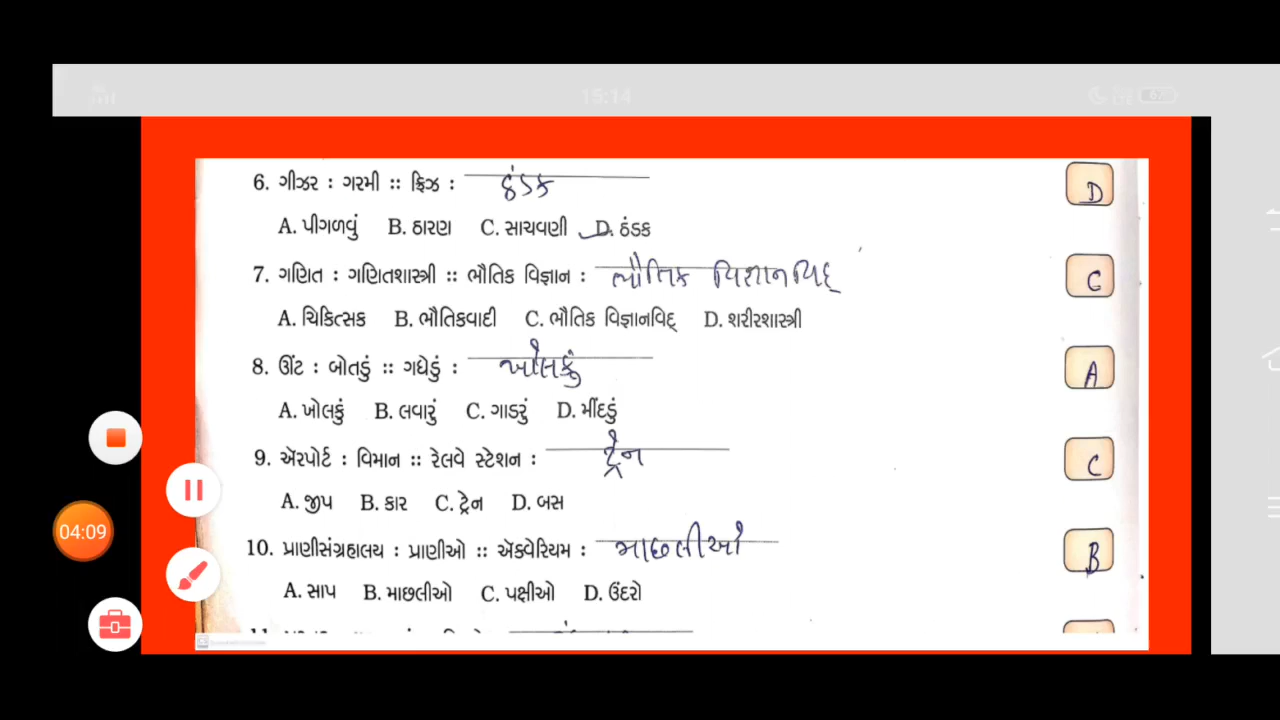 15:14
67
6. ગીઝર : ગરમી :: ફ્રિઝ : ઠંડક
D
A. પીગળવું B. ઠારણ C. સાચવણી D. ઠંડક
7. ગણિત : ગણિતશાસ્ત્રી :: ભૌતિક વિજ્ઞાન : ભૌતિક વિજ્ઞાનવિદ્
C
A. ચિકિત્સક B. ભૌતિકવાદી C. ભૌતિક વિજ્ઞાનવિદ્ D. શરીરશાસ્ત્રી
8. ઊંટ : બોતડું :: ગધેડું : ખોલકું
A
A. ખોલકું B. લવારું C. ગાડરું D. મીંદડું
9. ઍરપોર્ટ : વિમાન :: રેલવે સ્ટેશન : ટ્રેન
C
A. જીપ B. કાર C. ટ્રેન D. બસ
04:09
10. પ્રાણીસંગ્રહાલય : પ્રાણીઓ :: ઍક્વેરિયમ : માછલીઓ
B
A. સાપ B. માછલીઓ C. પક્ષીઓ D. ઉંદરો